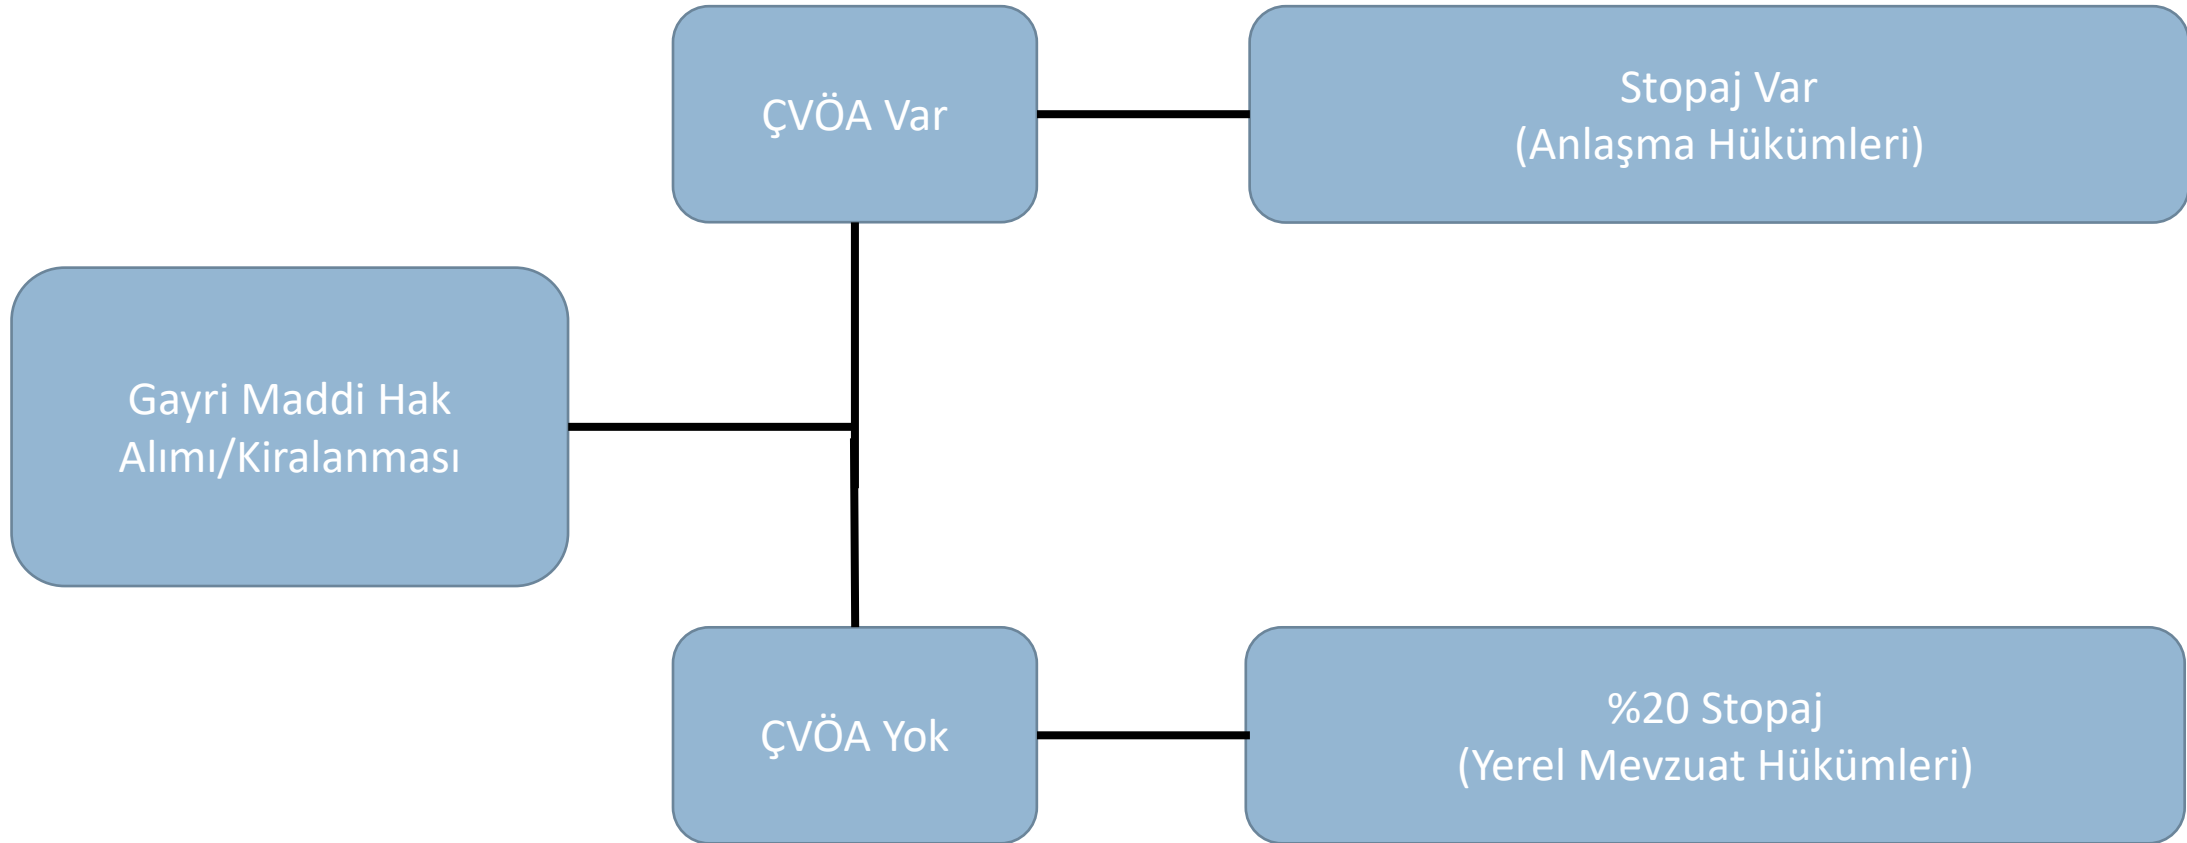 ÇVÖA Var
Stopaj Var
(Anlaşma Hükümleri)
Gayri Maddi Hak
Alımı/Kiralanması
ÇVÖA Yok
%20 Stopaj
(Yerel Mevzuat Hükümleri)